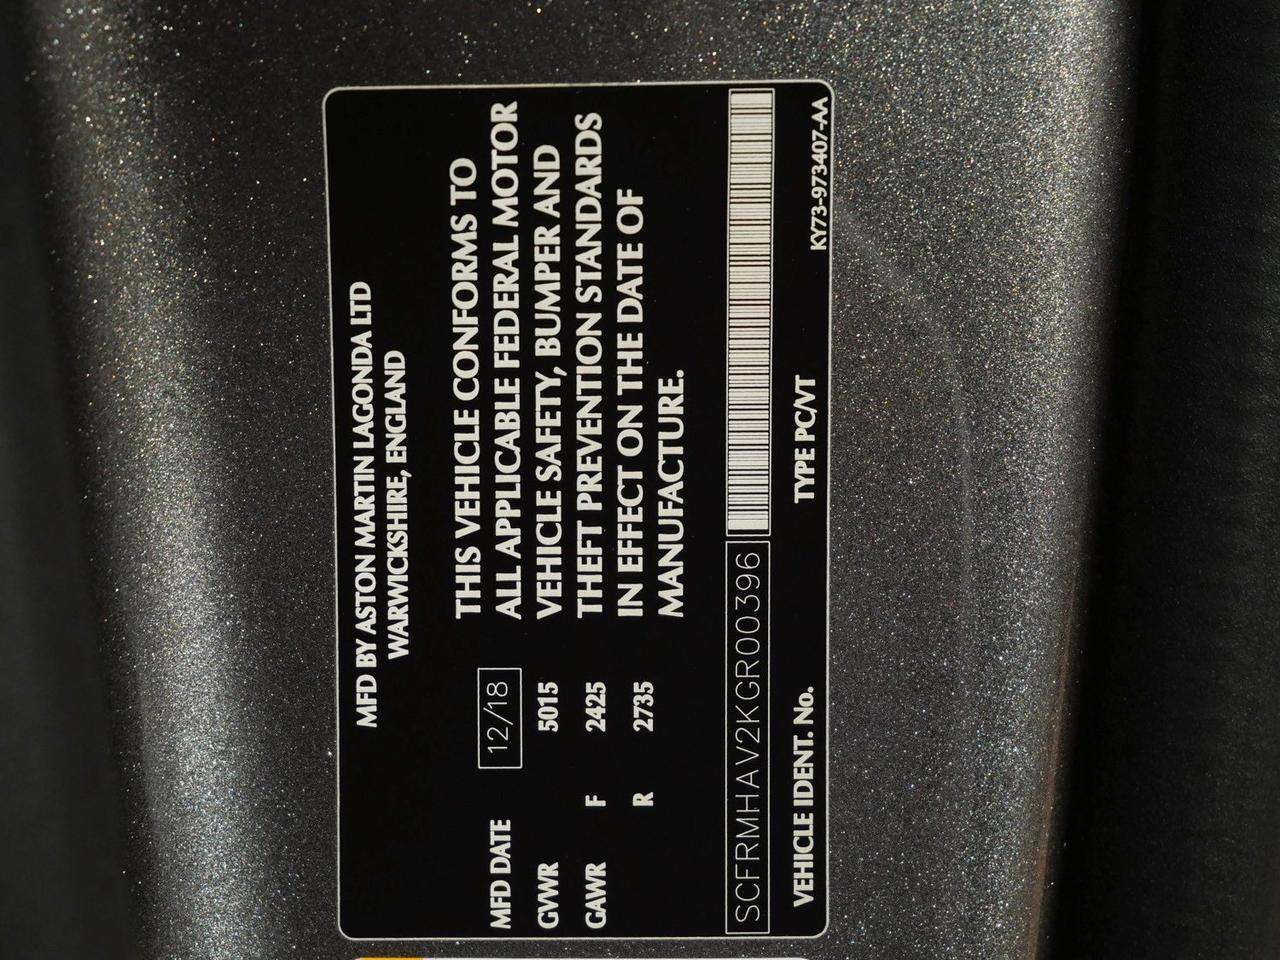 MFD BY ASTON MARTIN LAGONDA LTD
WARWICKSHIRE, ENGLAND
MFD DATE 12/18
GVWR 5015
GAWR F 2425
R 2735
THIS VEHICLE CONFORMS TO
ALL APPLICABLE FEDERAL MOTOR
VEHICLE SAFETY, BUMPER AND
THEFT PREVENTION STANDARDS
IN EFFECT ON THE DATE OF
MANUFACTURE.
SCFRMHAV2KGR00396
VEHICLE IDENT. No. TYPE PC/VT KY73-973407-AA